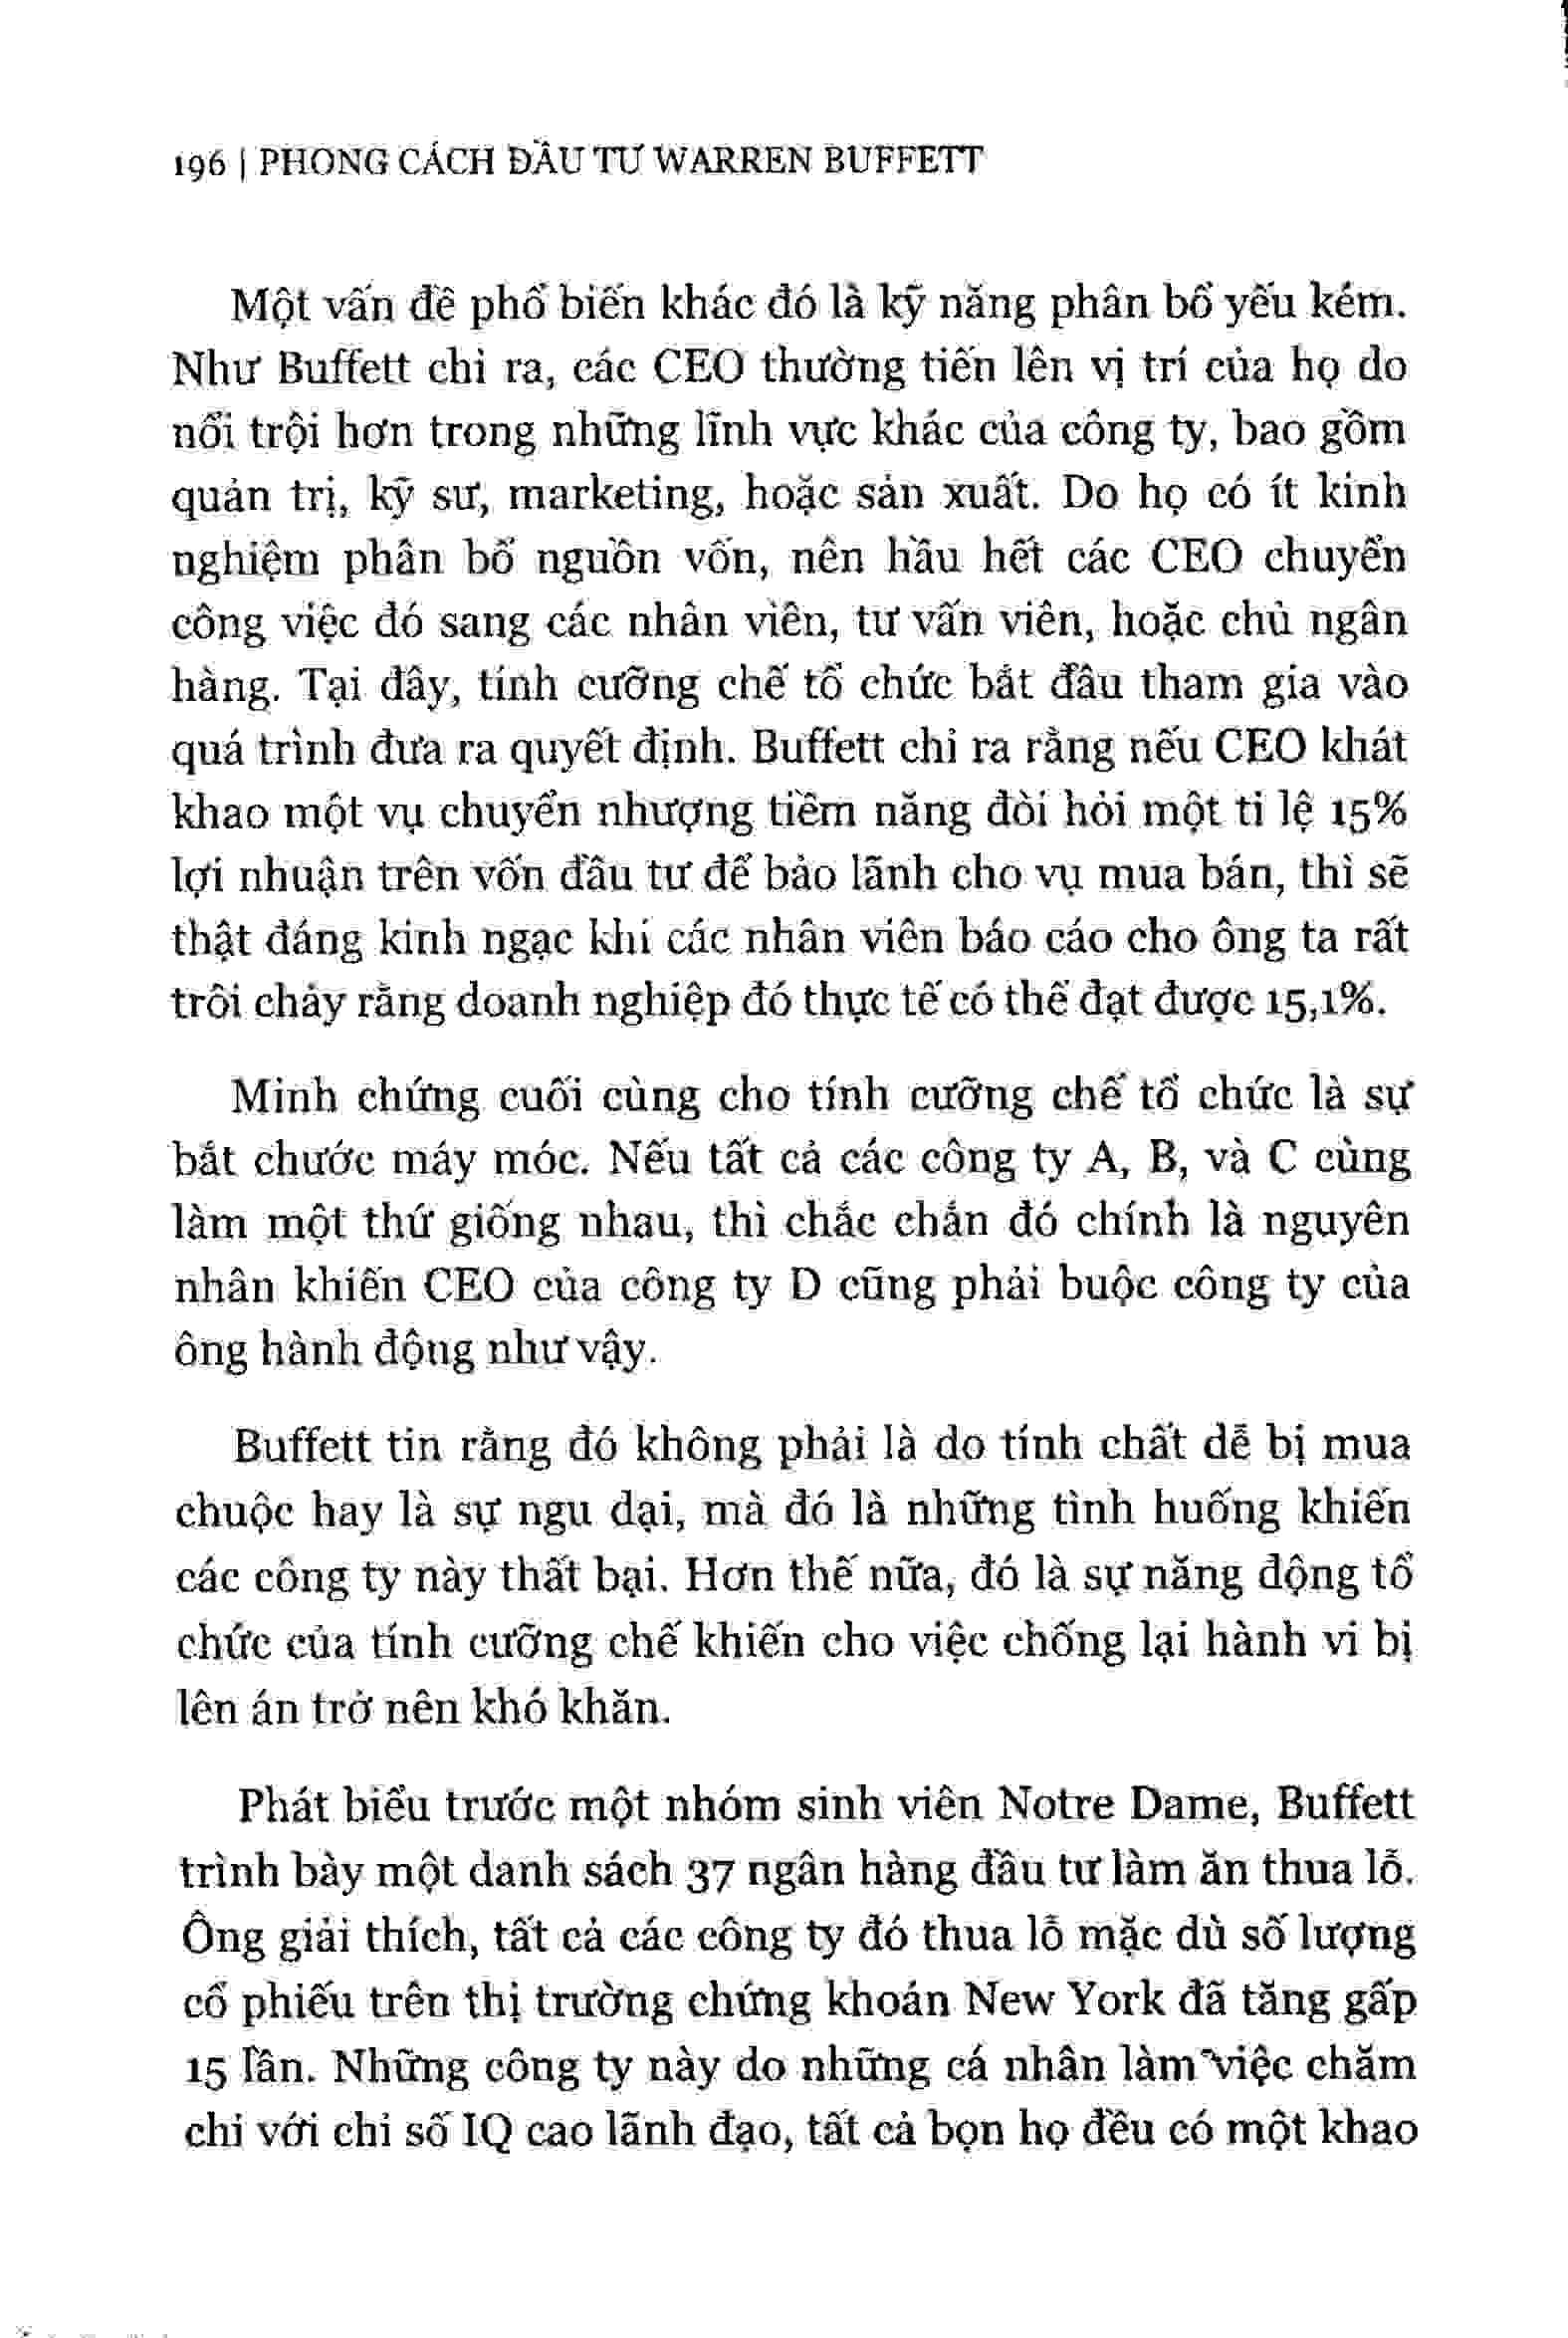 196 | PHONG CÁCH ĐẦU TƯ WARREN BUFFETT
Một vấn đề phổ biến khác đó là kỹ năng phân bổ yếu kém.
Như Buffett chỉ ra, các CEO thường tiến lên vị trí của họ do
nổi trội hơn trong những lĩnh vực khác của công ty, bao gồm
quản trị, kỹ sư, marketing, hoặc sản xuất. Do họ có ít kinh
nghiệm phân bổ nguồn vốn, nên hầu hết các CEO chuyển
công việc đó sang các nhân viên, tư vấn viên, hoặc chủ ngân
hàng. Tại đây, tính cưỡng chế tổ chức bắt đầu tham gia vào
quá trình đưa ra quyết định. Buffett chỉ ra rằng nếu CEO khát
khao một vụ chuyển nhượng tiềm năng đòi hỏi một tỉ lệ 15%
lợi nhuận trên vốn đầu tư để bảo lãnh cho vụ mua bán, thì sẽ
thật đáng kinh ngạc khi các nhân viên báo cáo cho ông ta rất
trôi chảy rằng doanh nghiệp đó thực tế có thể đạt được 15,1%.
Minh chứng cuối cùng cho tính cưỡng chế tổ chức là sự
bắt chước máy móc. Nếu tất cả các công ty A, B, và C cùng
làm một thứ giống nhau, thì chắc chắn đó chính là nguyên
nhân khiến CEO của công ty D cũng phải buộc công ty của
ông hành động như vậy.
Buffett tin rằng đó không phải là do tính chất dễ bị mua
chuộc hay là sự ngu dại, mà đó là những tình huống khiến
các công ty này thất bại. Hơn thế nữa, đó là sự năng động tổ
chức của tính cưỡng chế khiến cho việc chống lại hành vi bị
lên án trở nên khó khăn.
Phát biểu trước một nhóm sinh viên Notre Dame, Buffett
trình bày một danh sách 37 ngân hàng đầu tư làm ăn thua lỗ.
Ông giải thích, tất cả các công ty đó thua lỗ mặc dù số lượng
cổ phiếu trên thị trường chứng khoán New York đã tăng gấp
15 lần. Những công ty này do những cá nhân làm việc chăm
chỉ với chỉ số IQ cao lãnh đạo, tất cả bọn họ đều có một khao